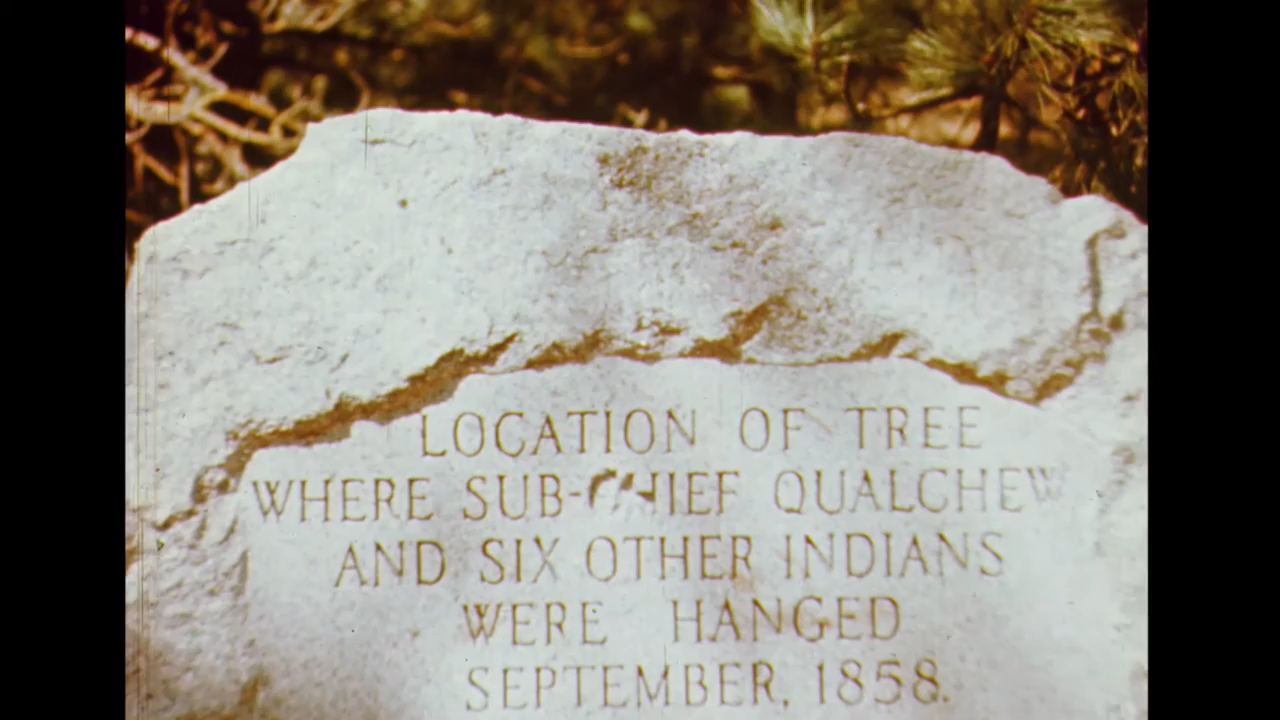 LOCATION OF TREE
WHERE SUB-CHIEF QUALCHEW
AND SIX OTHER INDIANS
WERE HANGED
SEPTEMBER, 1858.